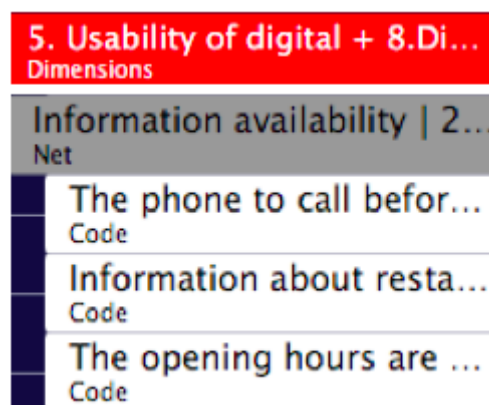 5. Usability of digital + 8.Di...
Dimensions
Information availability | 2...
Net
The phone to call befor...
Code
Information about resta...
Code
The opening hours are ...
Code